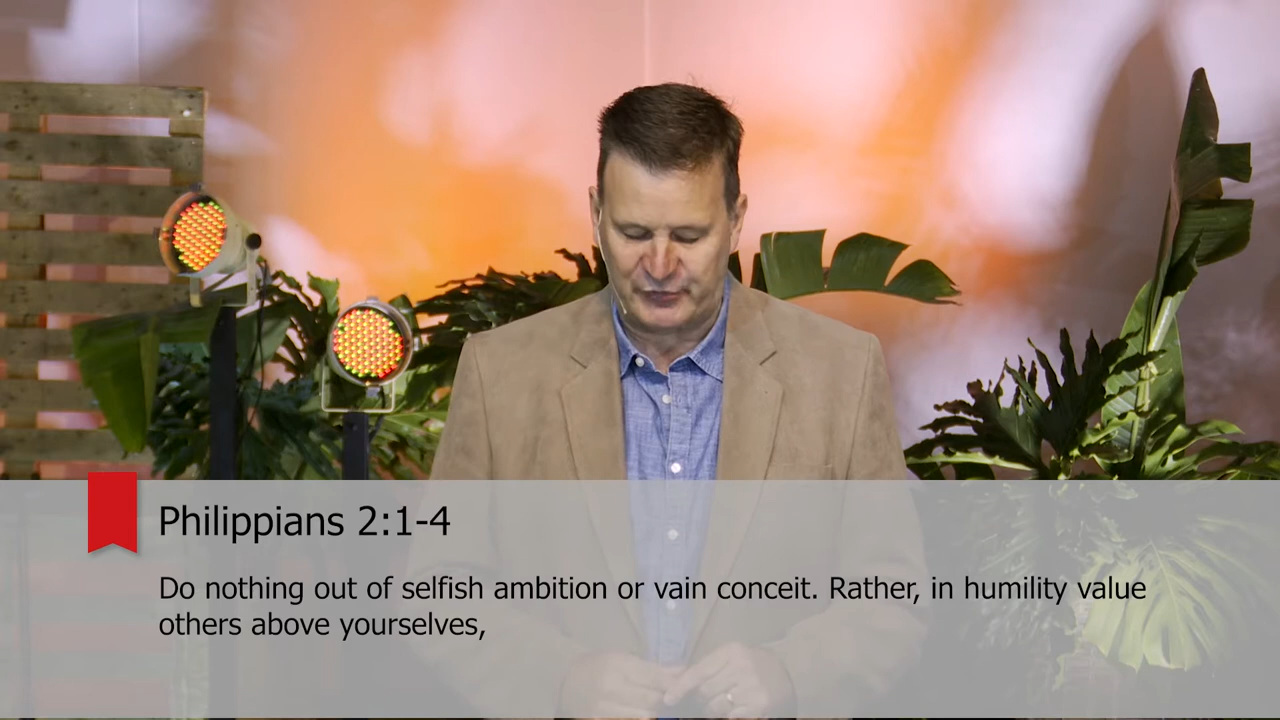 Philippians 2:1-4
Do nothing out of selfish ambition or vain conceit. Rather, in humility value
others above yourselves,